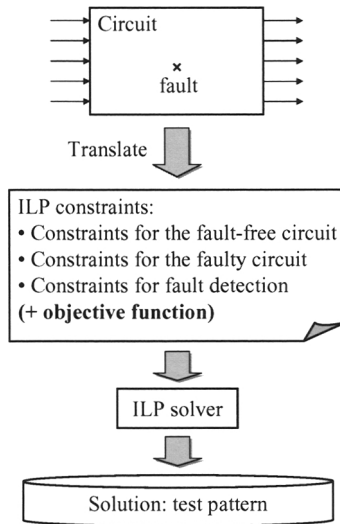 Circuit
fault
Translate
ILP constraints:
• Constraints for the fault-free circuit
• Constraints for the faulty circuit
• Constraints for fault detection
(+ objective function)
ILP solver
Solution: test pattern